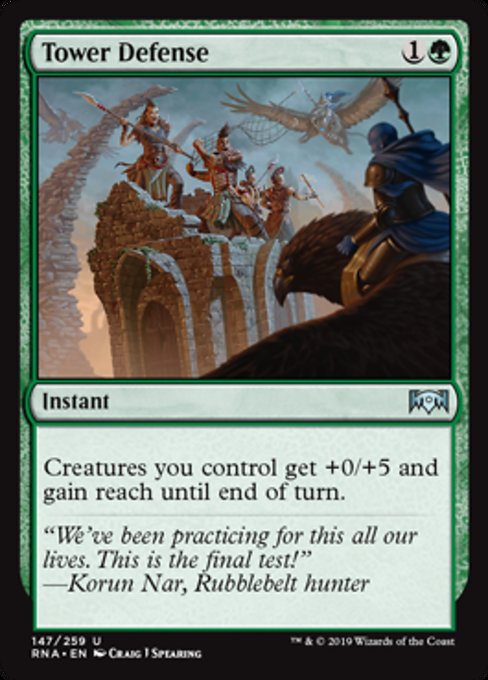 Tower Defense 1
Instant
Creatures you control get +0/+5 and
gain reach until end of turn.
“We’ve been practicing for this all our
lives. This is the final test!”
—Korun Nar, Rubblebelt hunter
147/259 U
RNA • EN Craig J Spearing
™ & © 2019 Wizards of the Coast